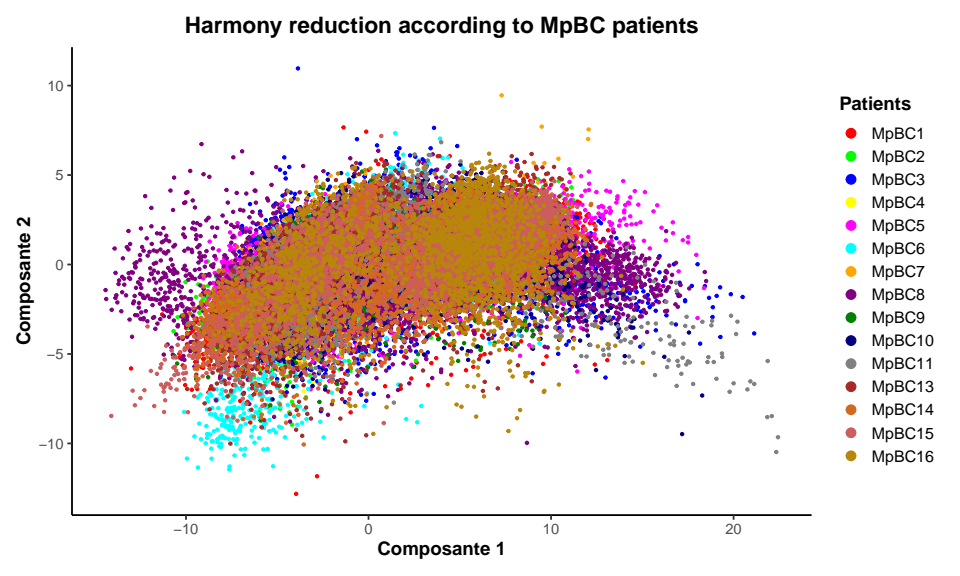 Harmony reduction according to MpBC patients
Composante 2
10
5
0
−5
−10
−10
0
10
20
Composante 1
Patients
MpBC1
MpBC2
MpBC3
MpBC4
MpBC5
MpBC6
MpBC7
MpBC8
MpBC9
MpBC10
MpBC11
MpBC13
MpBC14
MpBC15
MpBC16